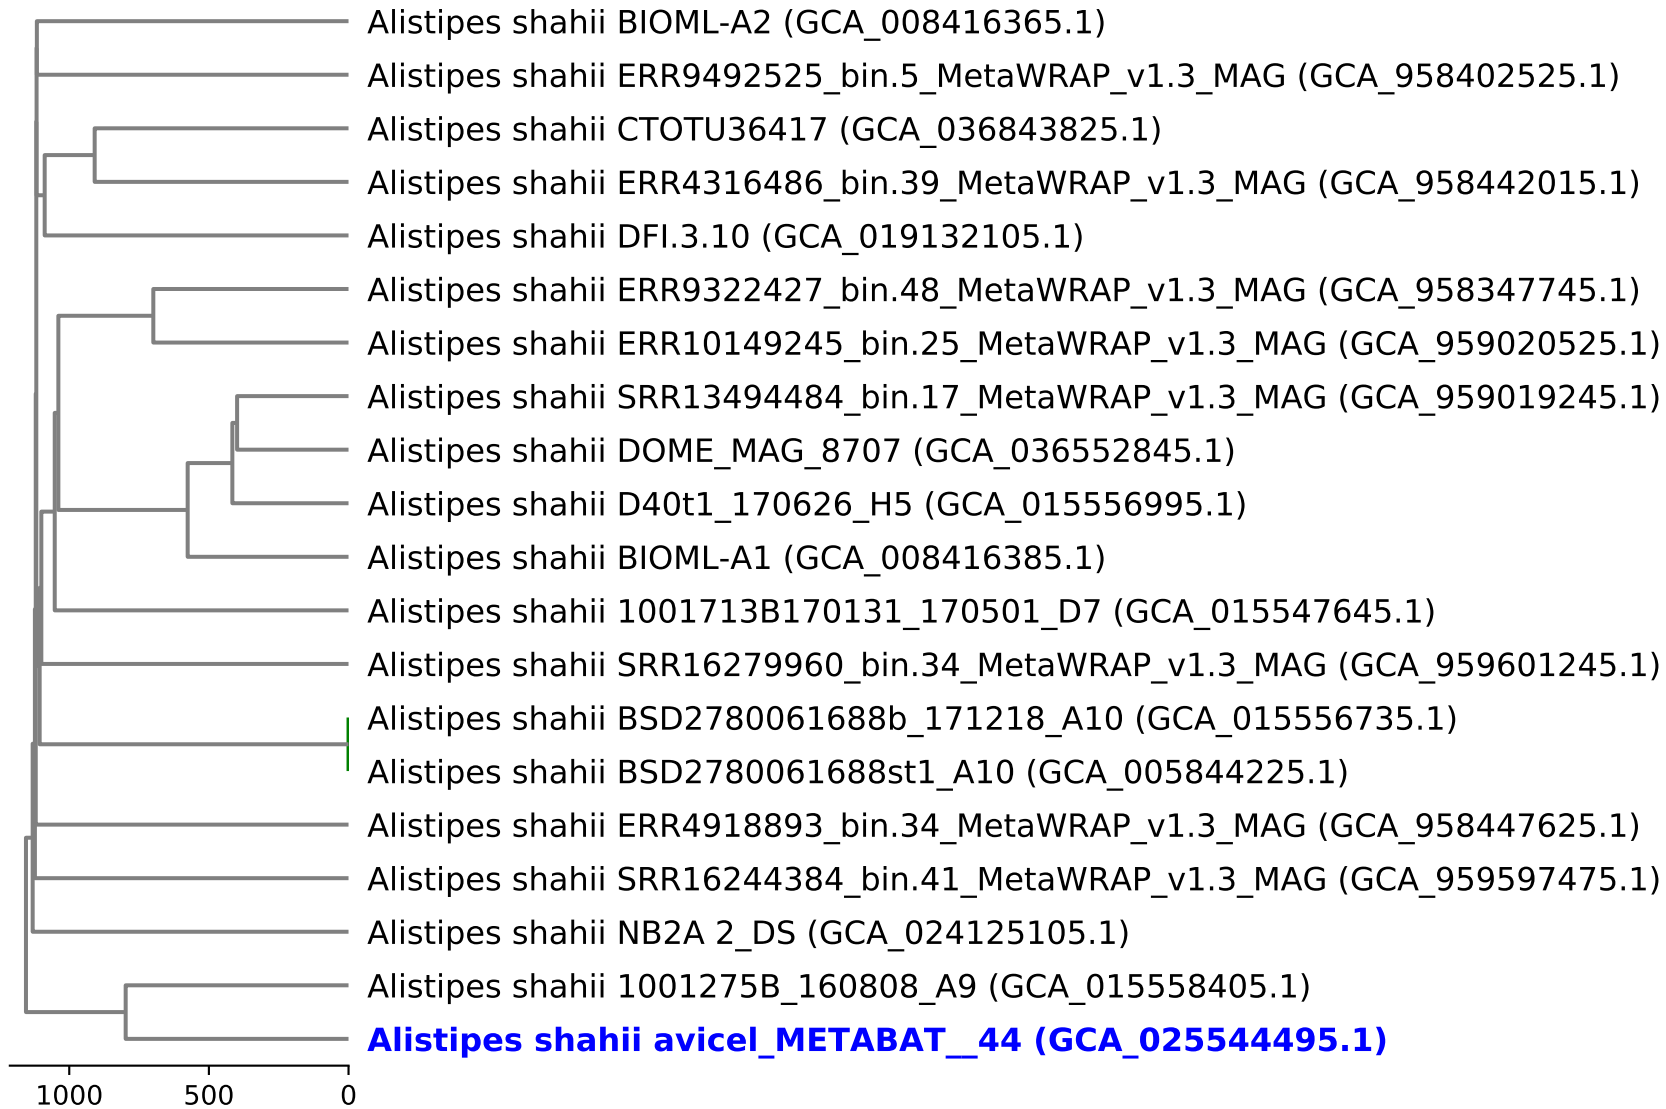 Alistipes shahii BIOML-A2 (GCA_008416365.1)
Alistipes shahii ERR9492525_bin.5_MetaWRAP_v1.3_MAG (GCA_958402525.1)
Alistipes shahii CTOTU36417 (GCA_036843825.1)
Alistipes shahii ERR4316486_bin.39_MetaWRAP_v1.3_MAG (GCA_958442015.1)
Alistipes shahii DFI.3.10 (GCA_019132105.1)
Alistipes shahii ERR9322427_bin.48_MetaWRAP_v1.3_MAG (GCA_958347745.1)
Alistipes shahii ERR10149245_bin.25_MetaWRAP_v1.3_MAG (GCA_959020525.1)
Alistipes shahii SRR13494484_bin.17_MetaWRAP_v1.3_MAG (GCA_959019245.1)
Alistipes shahii DOME_MAG_8707 (GCA_036552845.1)
Alistipes shahii D40t1_170626_H5 (GCA_015556995.1)
Alistipes shahii BIOML-A1 (GCA_008416385.1)
Alistipes shahii 1001713B170131_170501_D7 (GCA_015547645.1)
Alistipes shahii SRR16279960_bin.34_MetaWRAP_v1.3_MAG (GCA_959601245.1)
Alistipes shahii BSD2780061688b_171218_A10 (GCA_015556735.1)
Alistipes shahii BSD2780061688st1_A10 (GCA_005844225.1)
Alistipes shahii ERR4918893_bin.34_MetaWRAP_v1.3_MAG (GCA_958447625.1)
Alistipes shahii SRR16244384_bin.41_MetaWRAP_v1.3_MAG (GCA_959597475.1)
Alistipes shahii NB2A 2_DS (GCA_024125105.1)
Alistipes shahii 1001275B_160808_A9 (GCA_015558405.1)
Alistipes shahii avicel_METABAT__44 (GCA_025544495.1)
1000 500 0